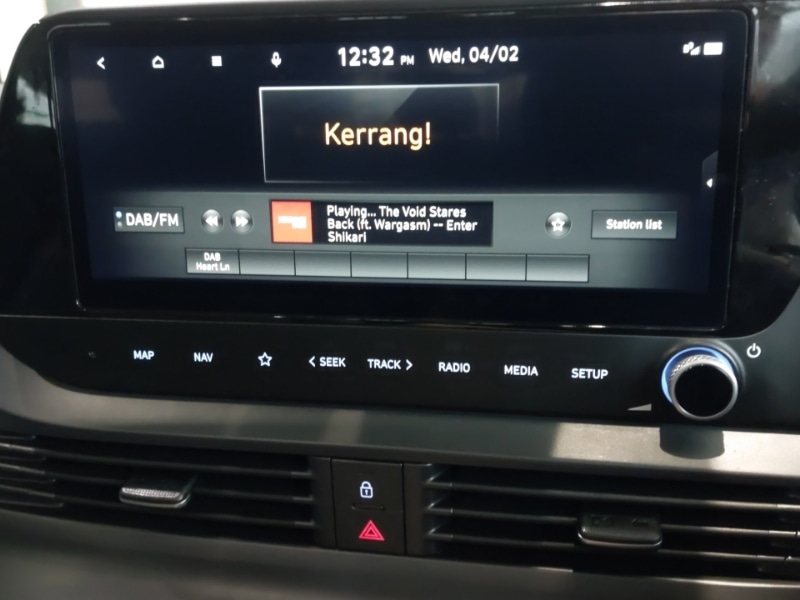 12:32 PM Wed, 04/02
Kerrang!
DAB/FM
Playing... The Void Stares
Back (ft. Wargasm) -- Enter
Shikari
Station list
DAB
Heart Ln
MAP NAV < SEEK TRACK > RADIO MEDIA SETUP